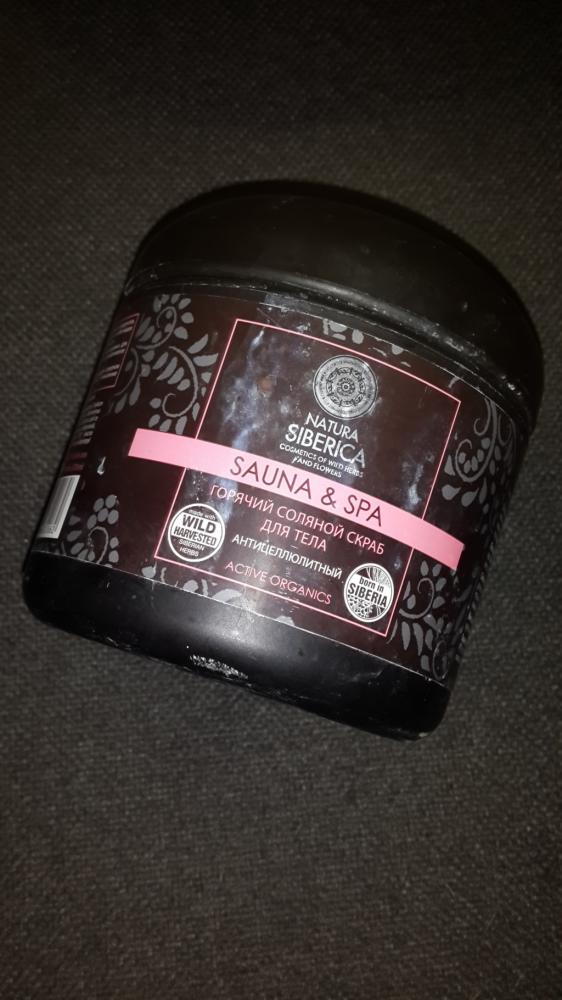 NATURA
SIBERICA
COSMETICS OF WILD HERBS
AND FLOWERS
SAUNA & SPA
ГОРЯЧИЙ СОЛЯНОЙ СКРАБ
ДЛЯ ТЕЛА
АНТИЦЕЛЛЮЛИТНЫЙ
ACTIVE ORGANICS
made with
WILD
HARVESTED
SIBERIAN
HERBS
born in
SIBERIA